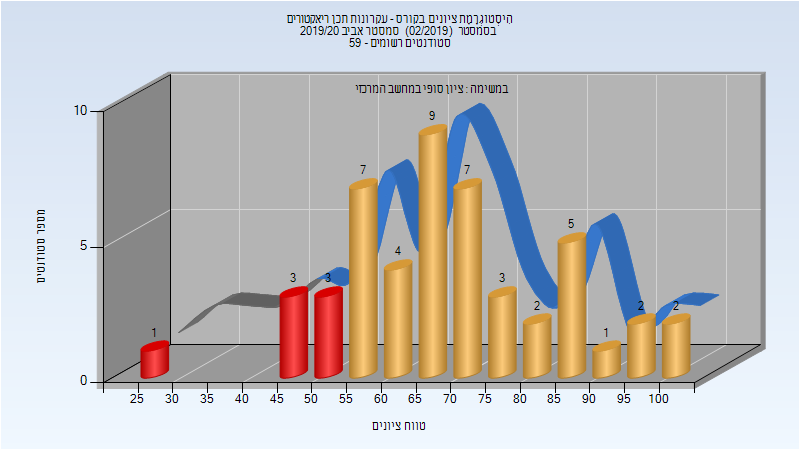 היסטוגרמת ציונים בקורס - עקרונות תכן ריאקטורים
בסמסטר (02/2019) סמסטר אביב 2019/20
סטודנטים רשומים - 59
במשימה : ציון סופי במחשב המרכזי
מספר סטודנטים
10
5
0
1
3
3
7
4
9
7
3
2
5
1
2
2
25 30 35 40 45 50 55 60 65 70 75 80 85 90 95 100
טווח ציונים